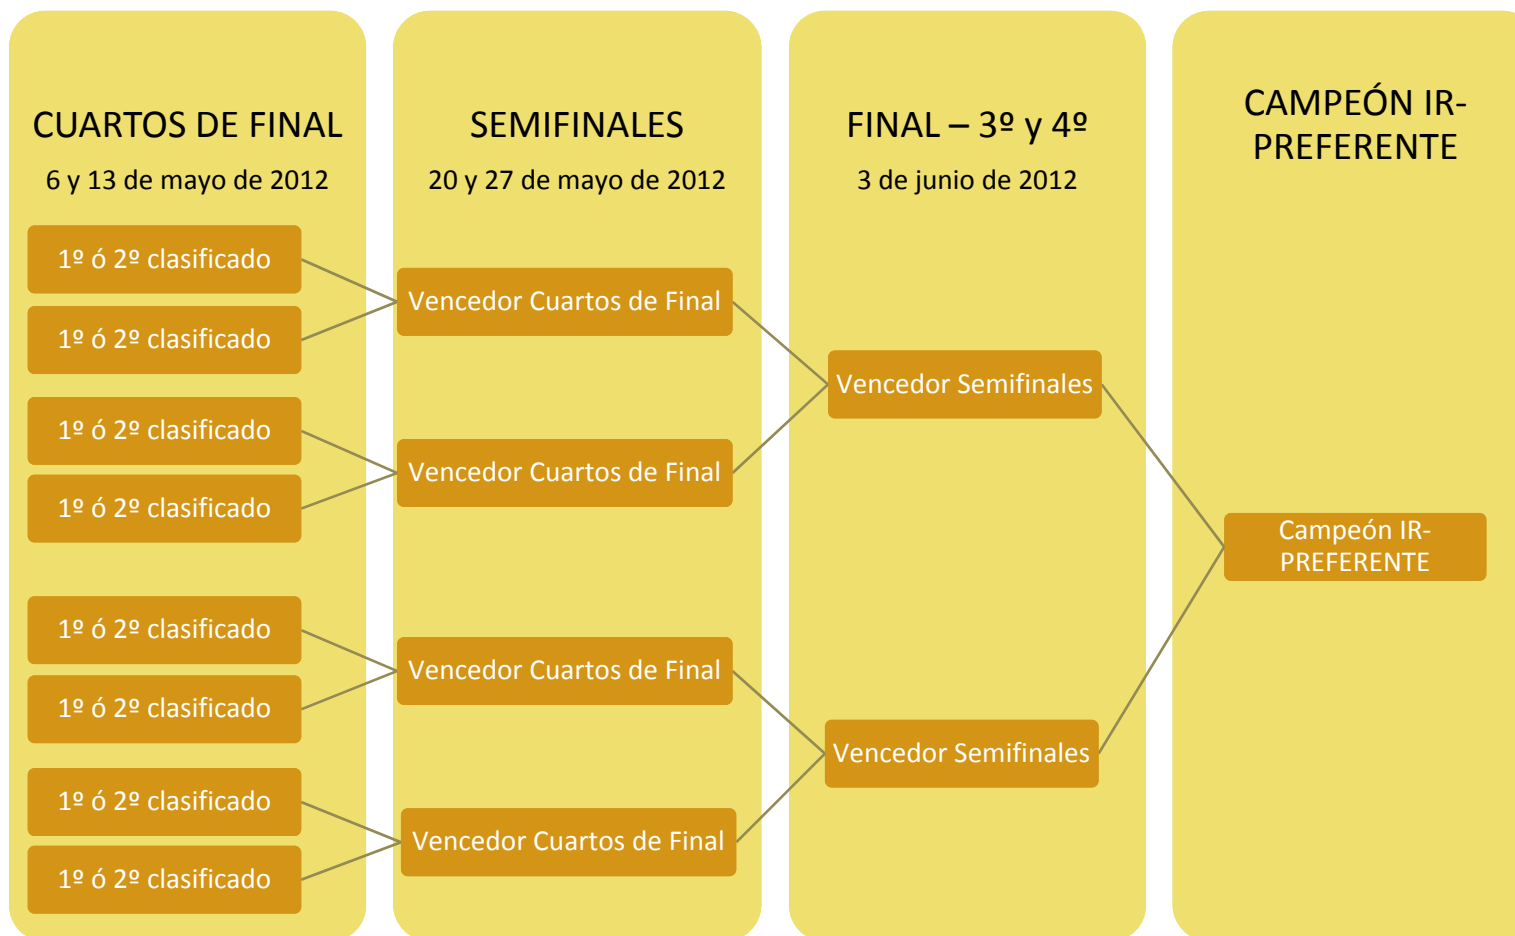 CUARTOS DE FINAL
6 y 13 de mayo de 2012
1º ó 2º clasificado
1º ó 2º clasificado
1º ó 2º clasificado
1º ó 2º clasificado
1º ó 2º clasificado
1º ó 2º clasificado
1º ó 2º clasificado
1º ó 2º clasificado
SEMIFINALES
20 y 27 de mayo de 2012
Vencedor Cuartos de Final
Vencedor Cuartos de Final
Vencedor Cuartos de Final
Vencedor Cuartos de Final
FINAL – 3º y 4º
3 de junio de 2012
Vencedor Semifinales
Vencedor Semifinales
CAMPEÓN IR-
PREFERENTE
Campeón IR-
PREFERENTE